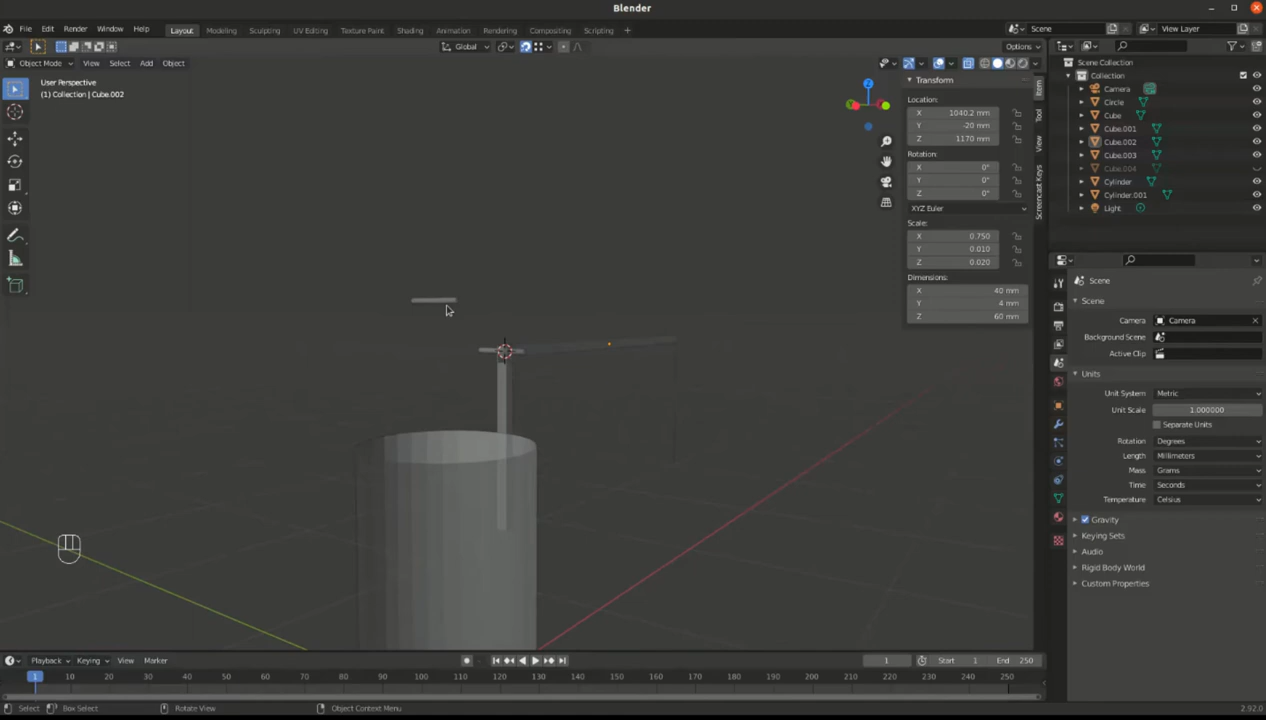 Blender
File Edit Render Window Help
Layout Modeling Sculpting UV Editing Texture Paint Shading Animation Rendering Compositing Scripting
Scene
View Layer
Global
Options
Object Mode View Select Add Object
User Perspective
(1) Collection | Cube.002
Transform
Location:
X 1040.2 mm
Y -20 mm
Z 1170 mm
Rotation:
X 0°
Y 0°
Z 0°
XYZ Euler
Scale:
X 0.750
Y 0.010
Z 0.020
Dimensions:
X 40 mm
Y 4 mm
Z 60 mm
Item
Tool
View
Screencast Keys
Scene Collection
Collection
Camera
Circle
Cube
Cube.001
Cube.002
Cube.003
Cube.004
Cylinder
Cylinder.001
Light
Scene
Scene
Camera Camera
Background Scene
Active Clip
Units
Unit System Metric
Unit Scale 1.000000
Separate Units
Rotation Degrees
Length Millimeters
Mass Grams
Time Seconds
Temperature Celsius
Gravity
Keying Sets
Audio
Rigid Body World
Custom Properties
Playback Keying View Marker
1 Start 1 End 250
1 10 20 30 40 50 60 70 80 90 100 110 120 130 140 150 160 170 180 190 200 210 220 230 240 250
Select Box Select Rotate View Object Context Menu
2.92.0